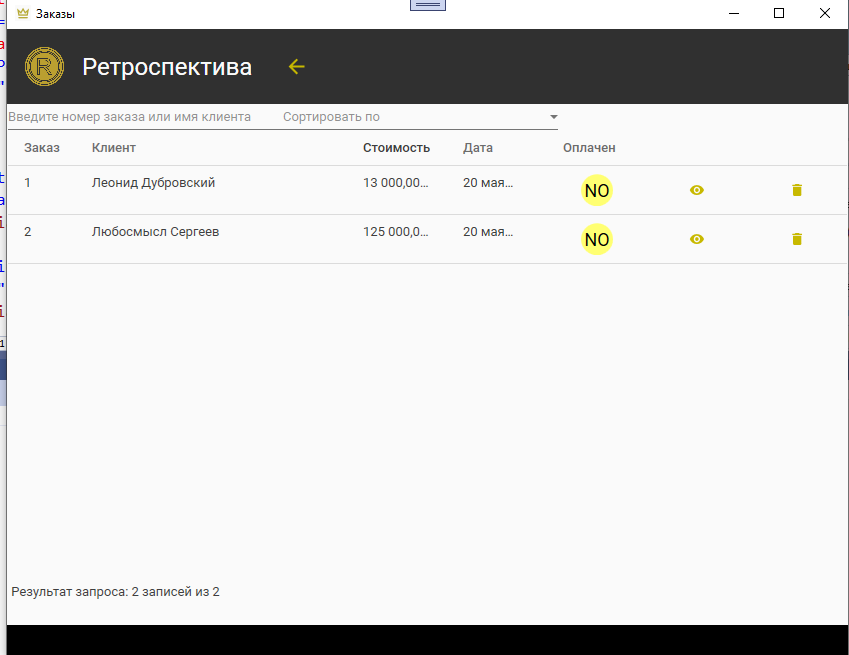 Заказы
R Ретроспектива
Введите номер заказа или имя клиента Сортировать по
Заказ Клиент Стоимость Дата Оплачен
1 Леонид Дубровский 13 000,00... 20 мая... NO
2 Любосмысл Сергеев 125 000,0... 20 мая... NO
Результат запроса: 2 записей из 2